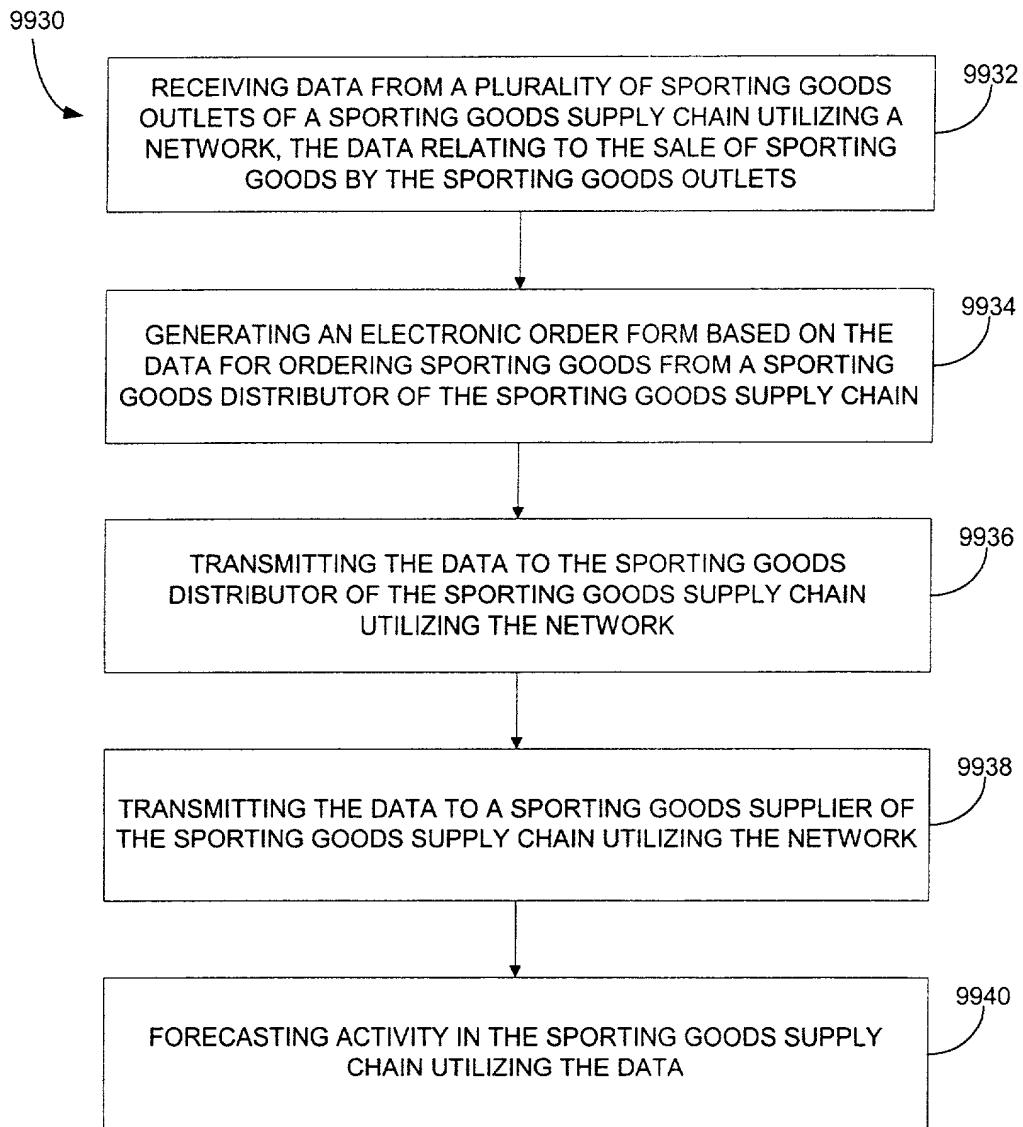 9930
RECEIVING DATA FROM A PLURALITY OF SPORTING GOODS
OUTLETS OF A SPORTING GOODS SUPPLY CHAIN UTILIZING A
NETWORK, THE DATA RELATING TO THE SALE OF SPORTING
GOODS BY THE SPORTING GOODS OUTLETS
9932
GENERATING AN ELECTRONIC ORDER FORM BASED ON THE
DATA FOR ORDERING SPORTING GOODS FROM A SPORTING
GOODS DISTRIBUTOR OF THE SPORTING GOODS SUPPLY CHAIN
9934
TRANSMITTING THE DATA TO THE SPORTING GOODS
DISTRIBUTOR OF THE SPORTING GOODS SUPPLY CHAIN
UTILIZING THE NETWORK
9936
TRANSMITTING THE DATA TO A SPORTING GOODS SUPPLIER OF
THE SPORTING GOODS SUPPLY CHAIN UTILIZING THE NETWORK
9938
FORECASTING ACTIVITY IN THE SPORTING GOODS SUPPLY
CHAIN UTILIZING THE DATA
9940